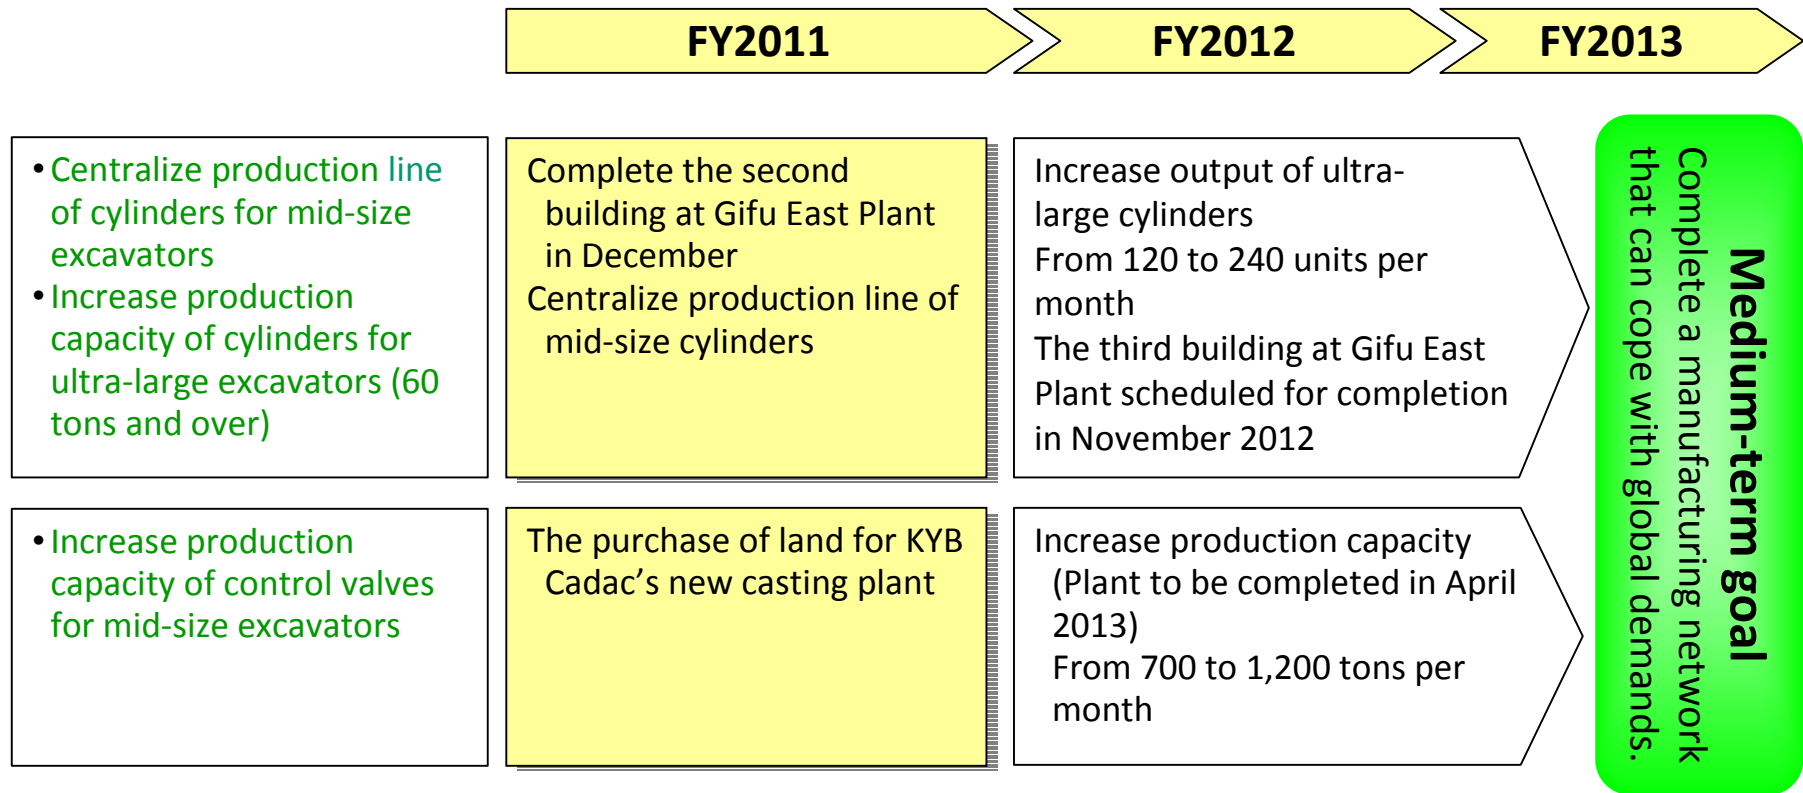 FY2011
FY2012
FY2013
• Centralize production line
of cylinders for mid-size
excavators
• Increase production
capacity of cylinders for
ultra-large excavators (60
tons and over)
Complete the second
building at Gifu East Plant
in December
Centralize production line of
mid-size cylinders
Increase output of ultra-
large cylinders
From 120 to 240 units per
month
The third building at Gifu East
Plant scheduled for completion
in November 2012
• Increase production
capacity of control valves
for mid-size excavators
The purchase of land for KYB
Cadac’s new casting plant
Increase production capacity
(Plant to be completed in April
2013)
From 700 to 1,200 tons per
month
Medium-term goal
Complete a manufacturing network
that can cope with global demands.